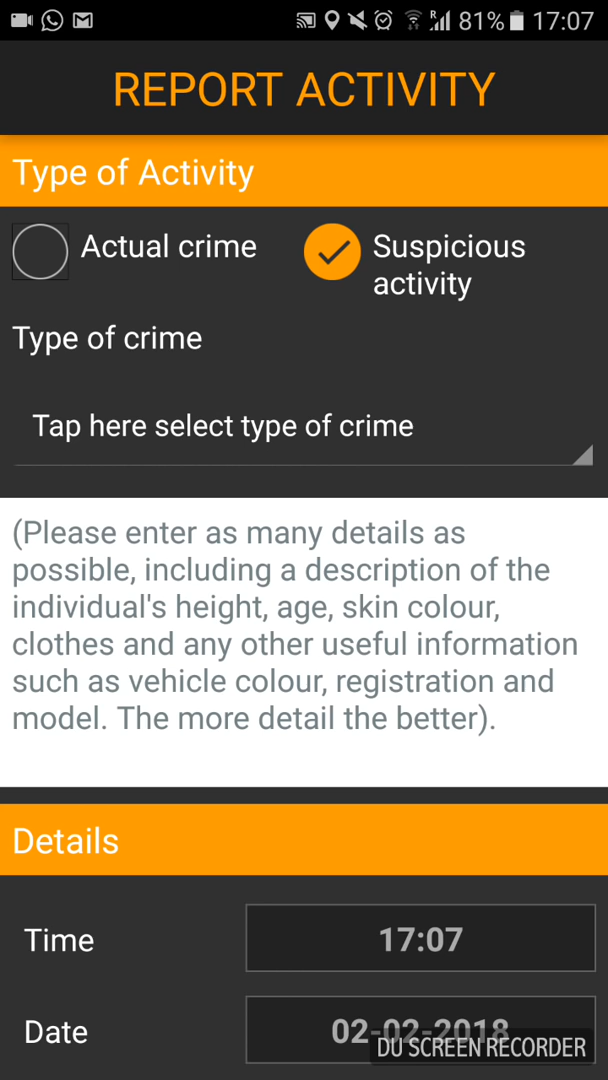 R 81% 17:07
REPORT ACTIVITY
Type of Activity
Actual crime
Suspicious
activity
Type of crime
Tap here select type of crime
(Please enter as many details as
possible, including a description of the
individual's height, age, skin colour,
clothes and any other useful information
such as vehicle colour, registration and
model. The more detail the better).
Details
Time 17:07
Date 02-02-2018
DU SCREEN RECORDER